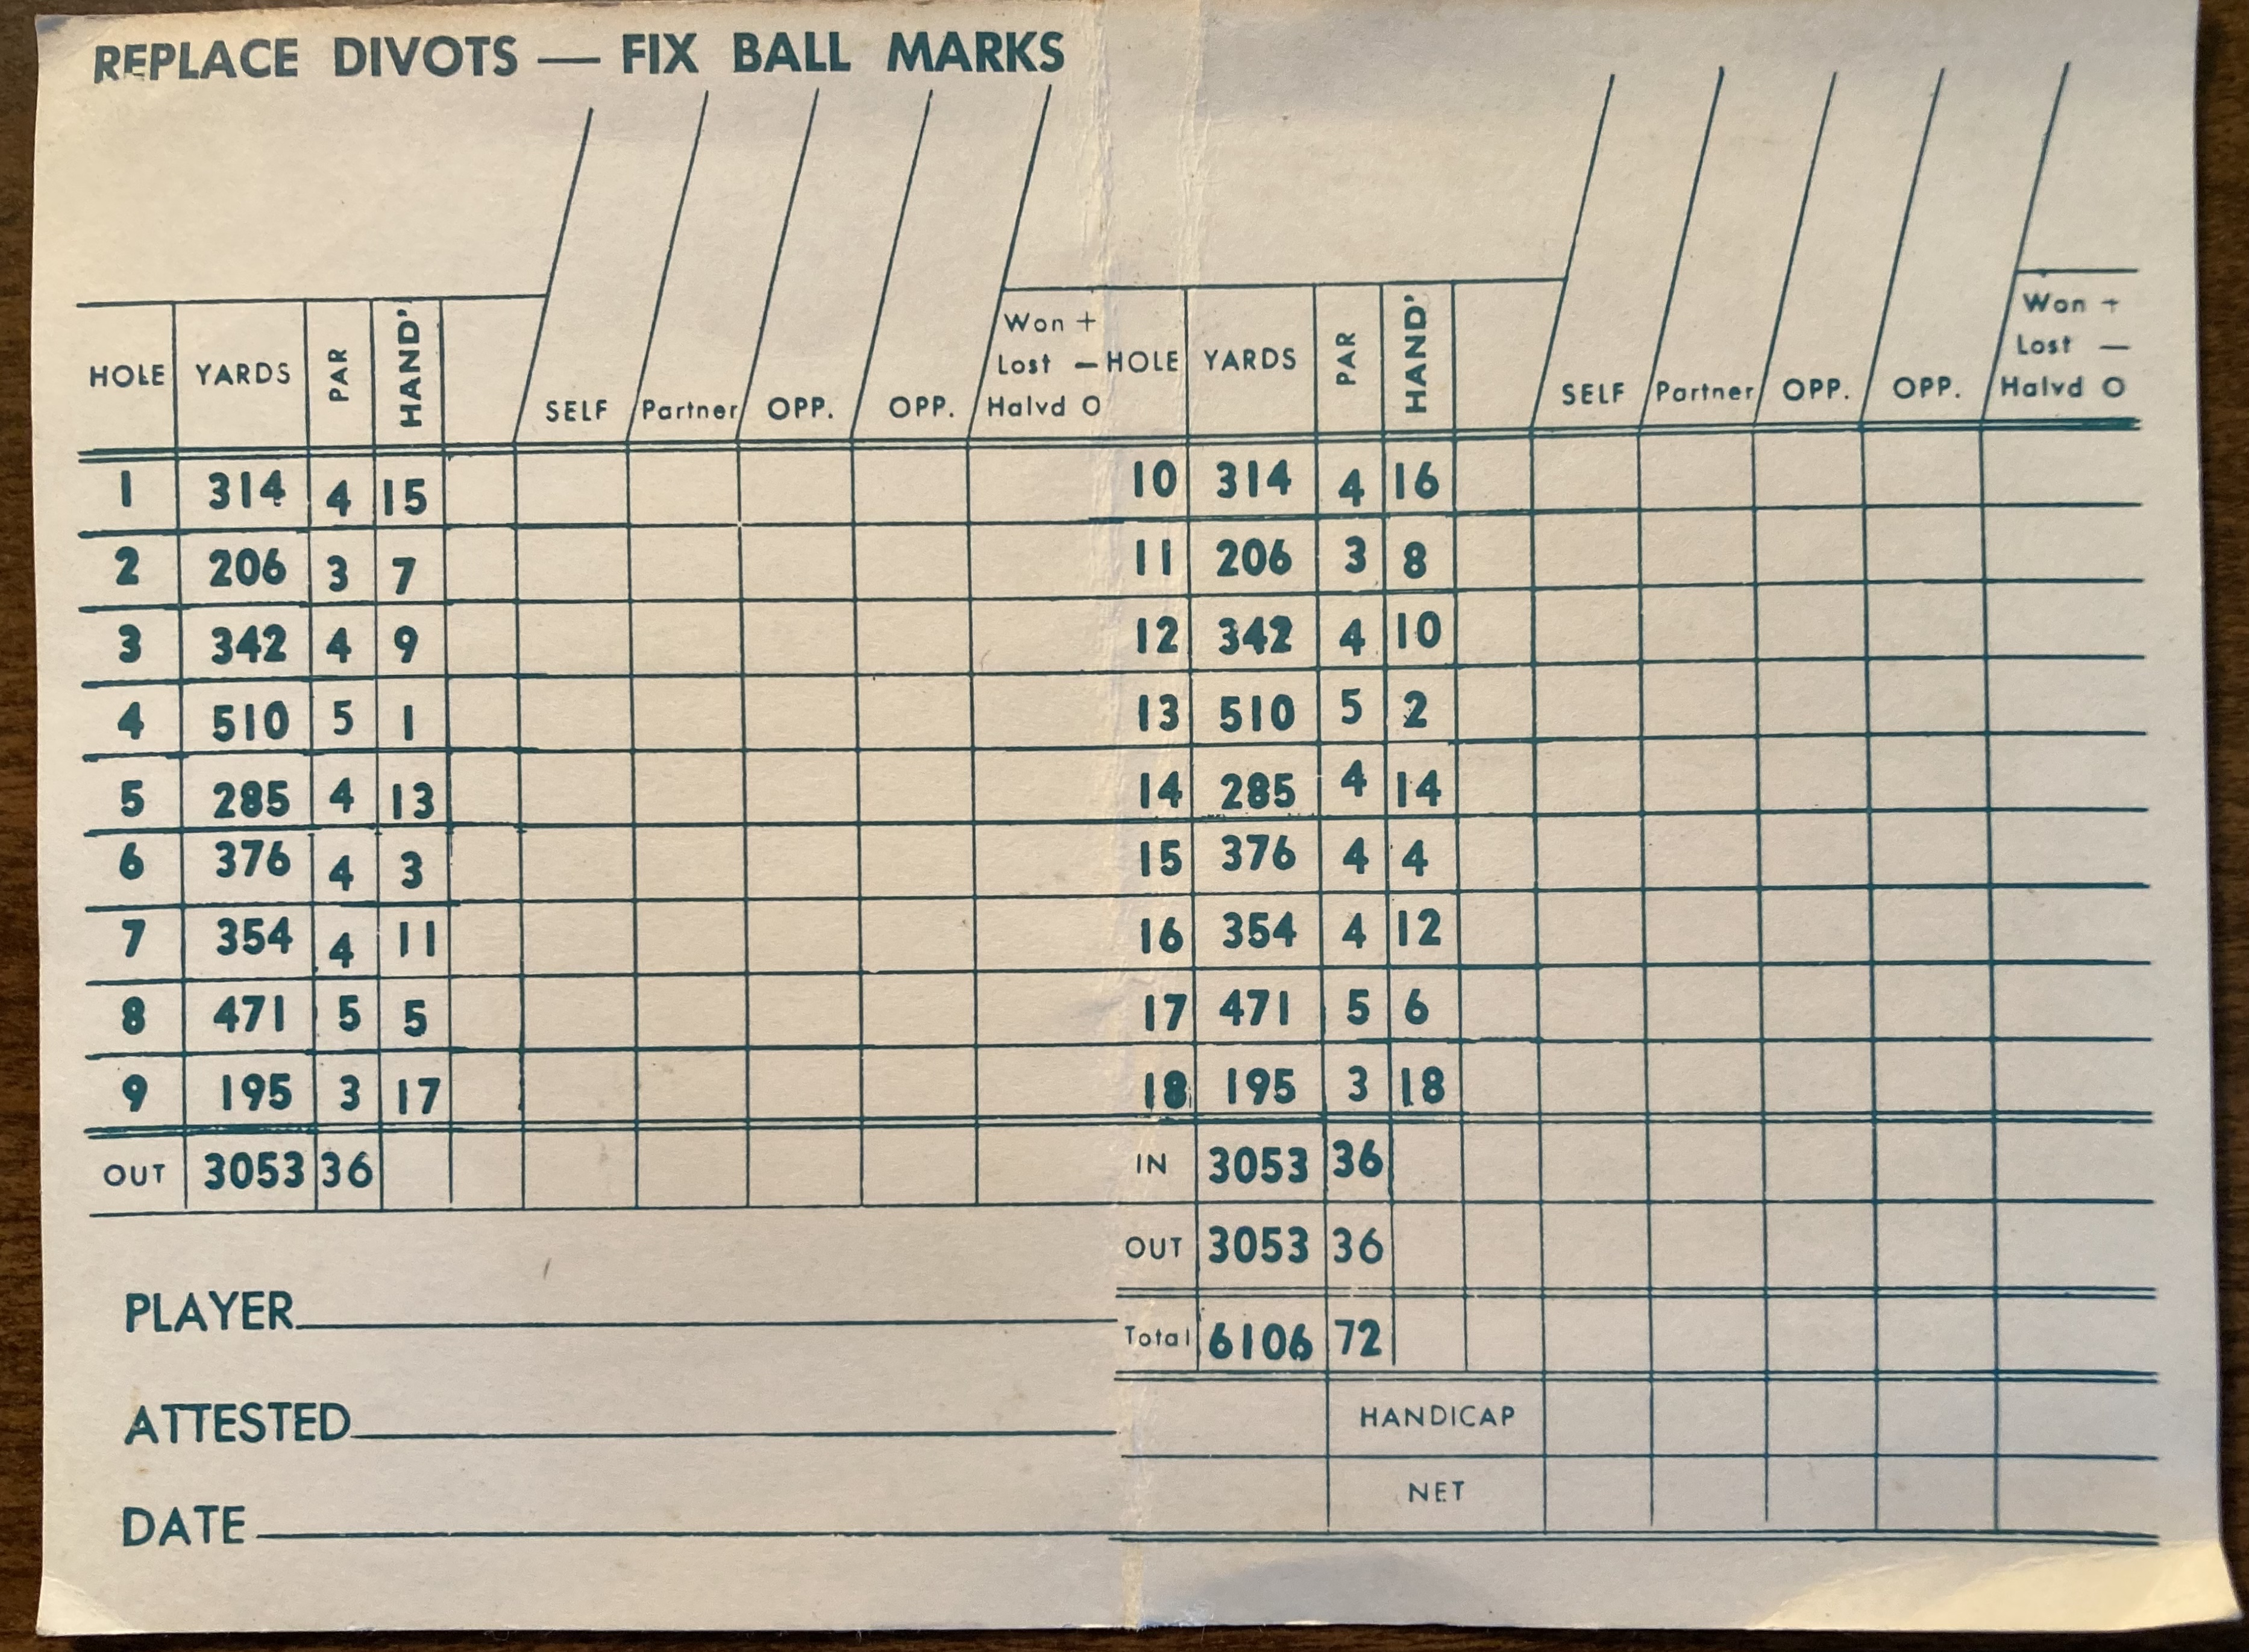 REPLACE DIVOTS — FIX BALL MARKS
HOLE YARDS PAR HAND' SELF Partner OPP. OPP. Won + Lost – Halvd O HOLE YARDS PAR HAND' SELF Partner OPP. OPP. Won + Lost – Halvd O
1 314 4 15 10 314 4 16
2 206 3 7 11 206 3 8
3 342 4 9 12 342 4 10
4 510 5 1 13 510 5 2
5 285 4 13 14 285 4 14
6 376 4 3 15 376 4 4
7 354 4 11 16 354 4 12
8 471 5 5 17 471 5 6
9 195 3 17 18 195 3 18
OUT 3053 36 IN 3053 36
OUT 3053 36
PLAYER Total 6106 72
ATTESTED HANDICAP
NET
DATE